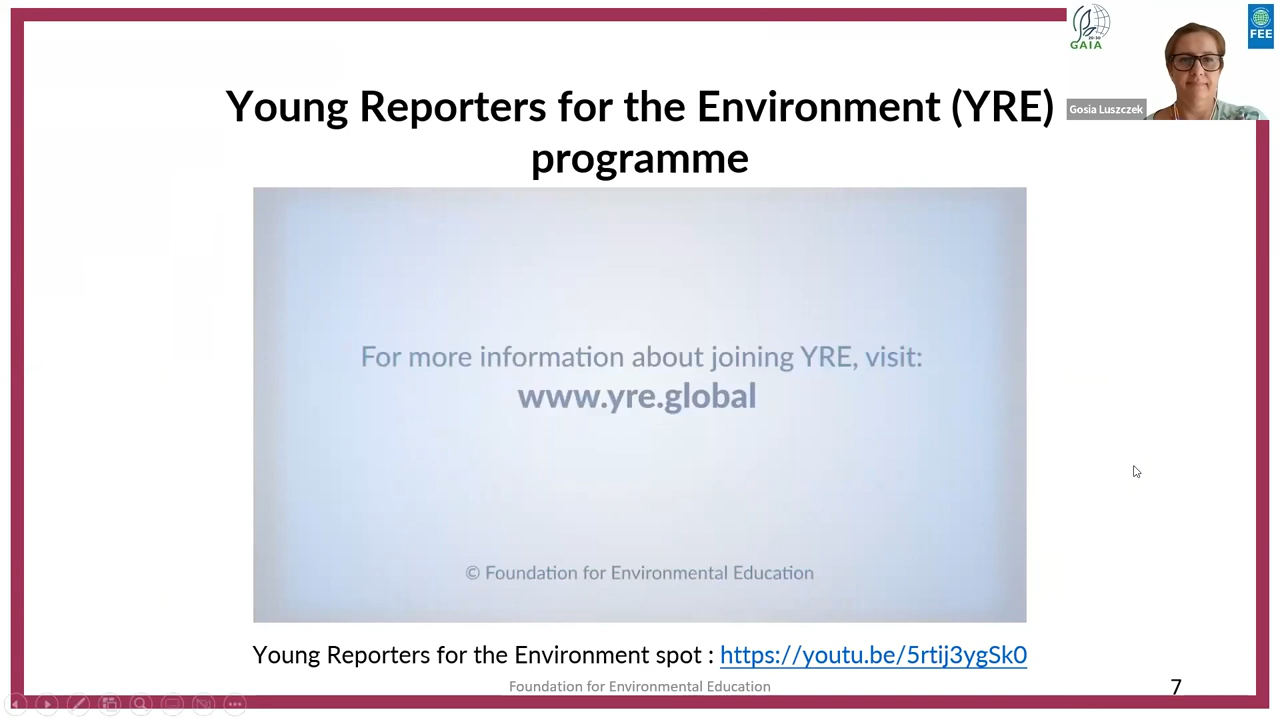 GAIA
20:30
FEE
Gosia Luszczek
Young Reporters for the Environment (YRE)
programme
For more information about joining YRE, visit:
www.yre.global
© Foundation for Environmental Education
Young Reporters for the Environment spot : https://youtu.be/5rtij3ygSk0
Foundation for Environmental Education
7